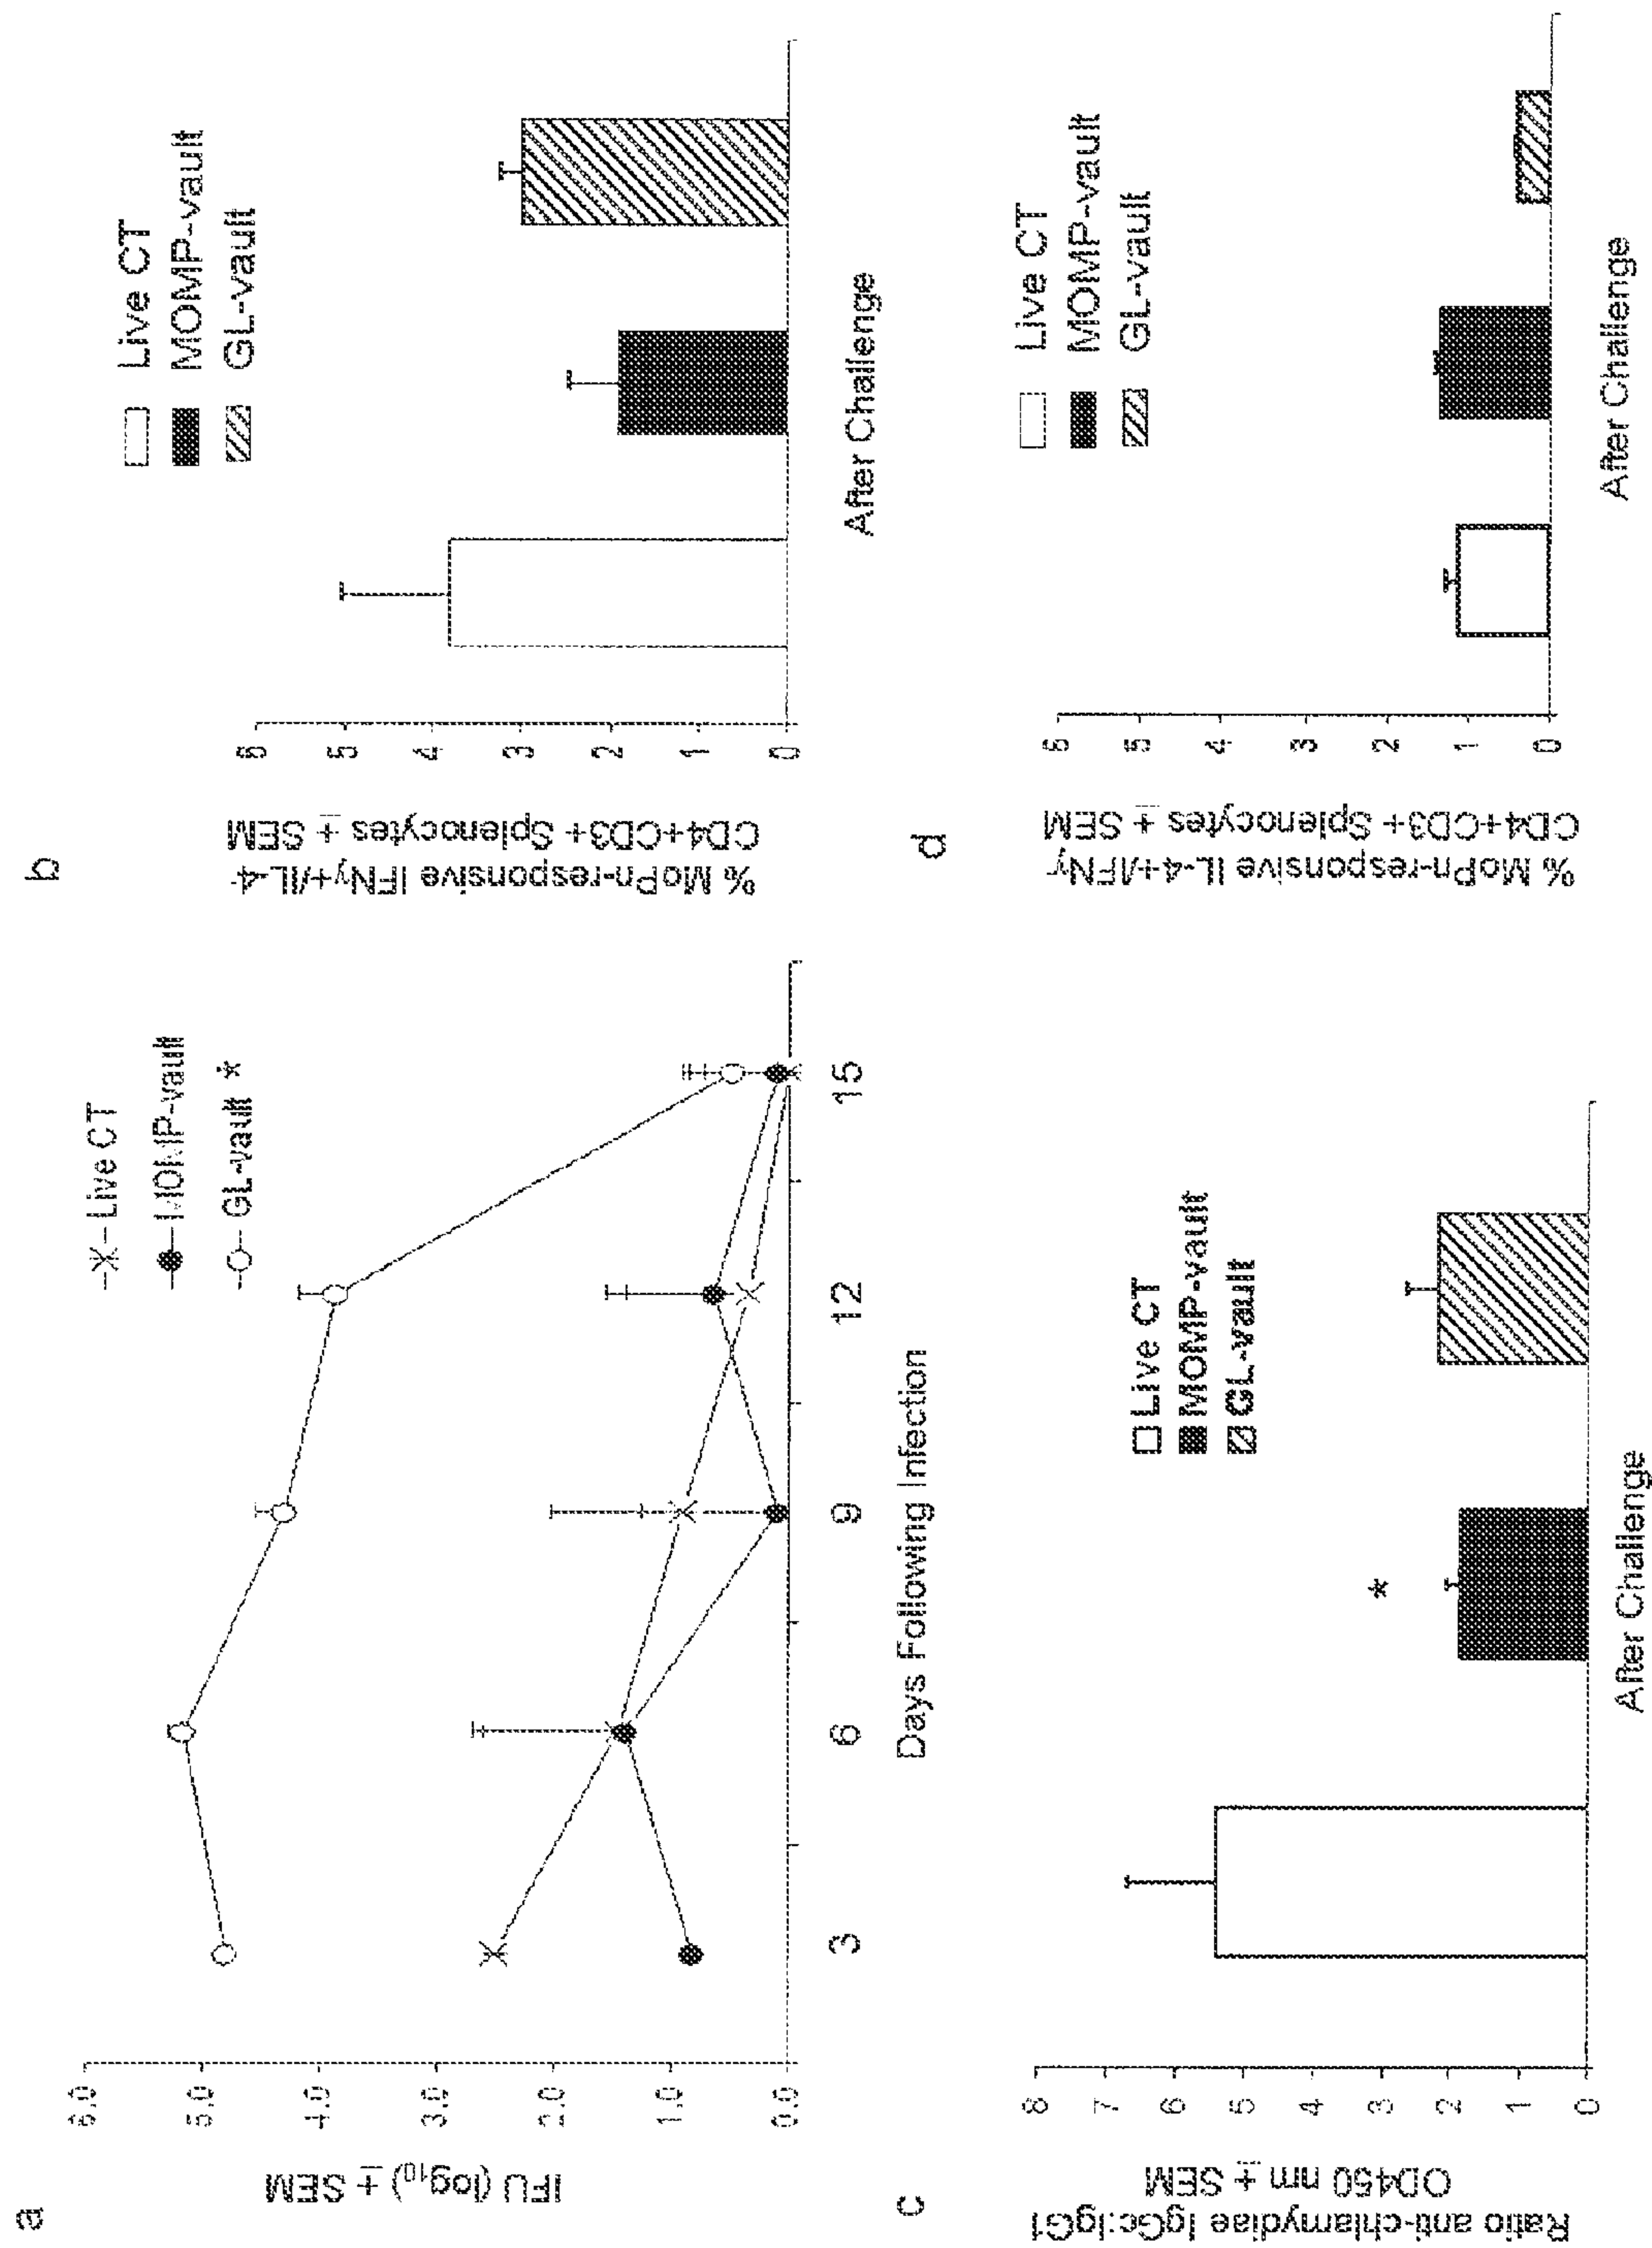 a
IFU (log10) ± SEM
6.0
5.0
4.0
3.0
2.0
1.0
0.0
3
6
9
12
15
Days Following Infection
Live CT
MOMP-vault
GL-vault *
b
% MoPn-responsive IFNγ+/IL-4-
CD4+CD3+ Splenocytes ± SEM
6
5
4
3
2
1
0
Live CT
MOMP-vault
GL-vault
After Challenge
c
Ratio anti-chlamydiae IgGc:IgG1
OD450 nm ± SEM
8
7
6
5
4
3
2
1
0
*
Live CT
MOMP-vault
GL-vault
After Challenge
d
% MoPn-responsive IL-4+/IFNγ
CD4+CD3+ Splenocytes ± SEM
6
5
4
3
2
1
0
Live CT
MOMP-vault
GL-vault
After Challenge